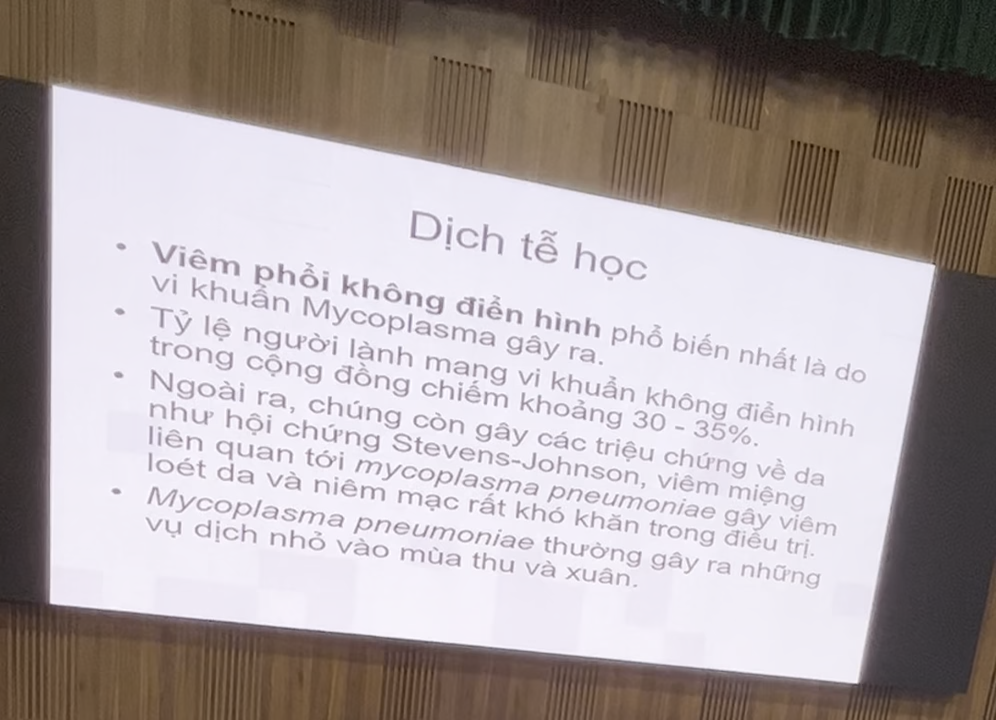 Dịch tễ học
• Viêm phổi không điển hình phổ biến nhất là do
vi khuẩn Mycoplasma gây ra.
• Tỷ lệ người lành mang vi khuẩn không điển hình
trong cộng đồng chiếm khoảng 30 - 35%.
• Ngoài ra, chúng còn gây các triệu chứng về da
như hội chứng Stevens-Johnson, viêm miệng
liên quan tới mycoplasma pneumoniae gây viêm
loét da và niêm mạc rất khó khăn trong điều trị.
• Mycoplasma pneumoniae thường gây ra những
vụ dịch nhỏ vào mùa thu và xuân.